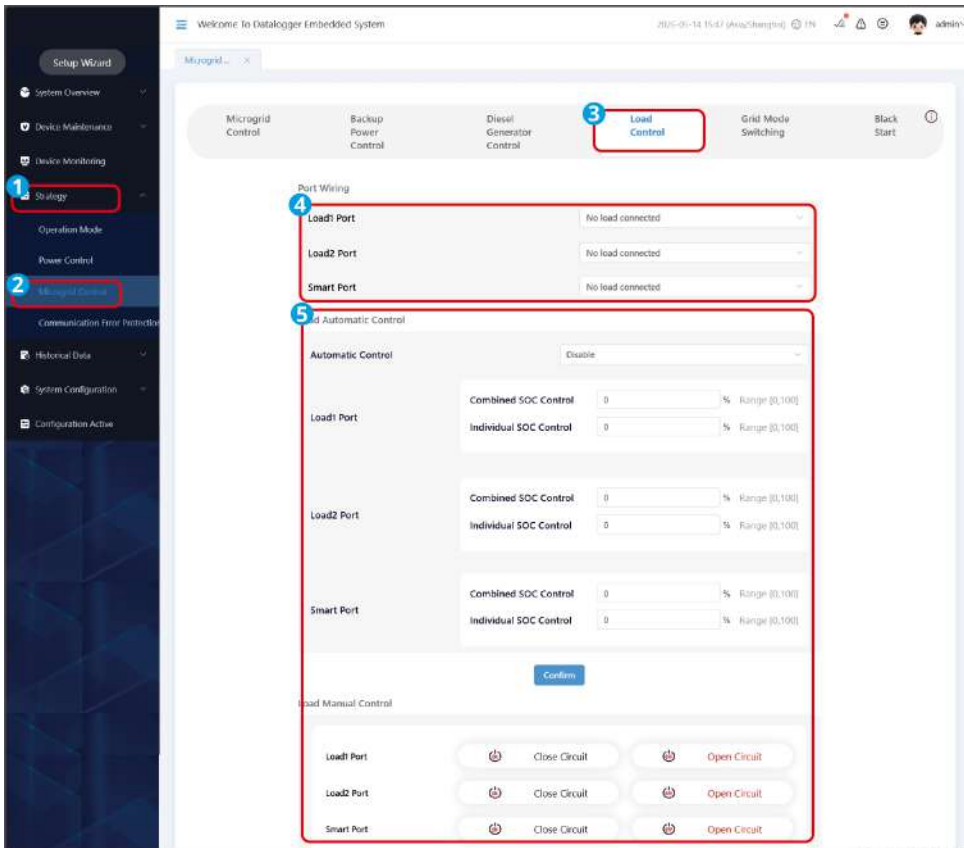 Welcome To Datalogger Embedded System
EN
admin
Setup Wizard
Microgrid...
System Overview
Device Maintenance
Device Monitoring
1
Strategy
Operation Mode
Power Control
2
Microgrid Control
Communication Error Protection
Historical Data
System Configuration
Configuration Active
Microgrid Control
Backup Power Control
Diesel Generator Control
3
Load Control
Grid Mode Switching
Black Start
Port Wiring
4
Load1 Port No load connected
Load2 Port No load connected
Smart Port No load connected
5
Automatic Control
Automatic Control Disable
Load1 Port
Combined SOC Control 0 % Range [0,100]
Individual SOC Control 0 % Range [0,100]
Load2 Port
Combined SOC Control 0 % Range [0,100]
Individual SOC Control 0 % Range [0,100]
Smart Port
Combined SOC Control 0 % Range [0,100]
Individual SOC Control 0 % Range [0,100]
Confirm
Load Manual Control
Load1 Port Close Circuit Open Circuit
Load2 Port Close Circuit Open Circuit
Smart Port Close Circuit Open Circuit